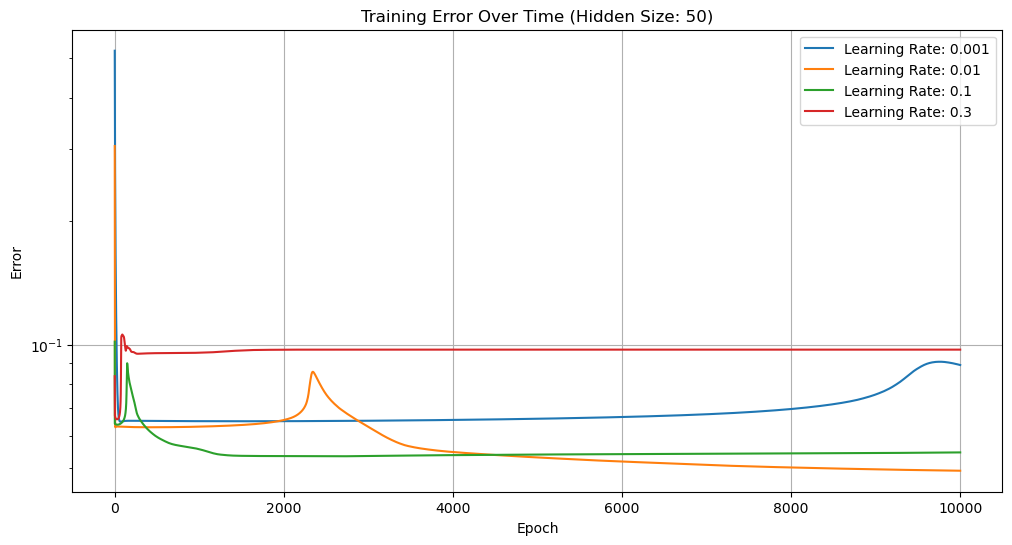 Training Error Over Time (Hidden Size: 50)
Learning Rate: 0.001
Learning Rate: 0.01
Learning Rate: 0.1
Learning Rate: 0.3
Error
10⁻¹
0 2000 4000 6000 8000 10000
Epoch